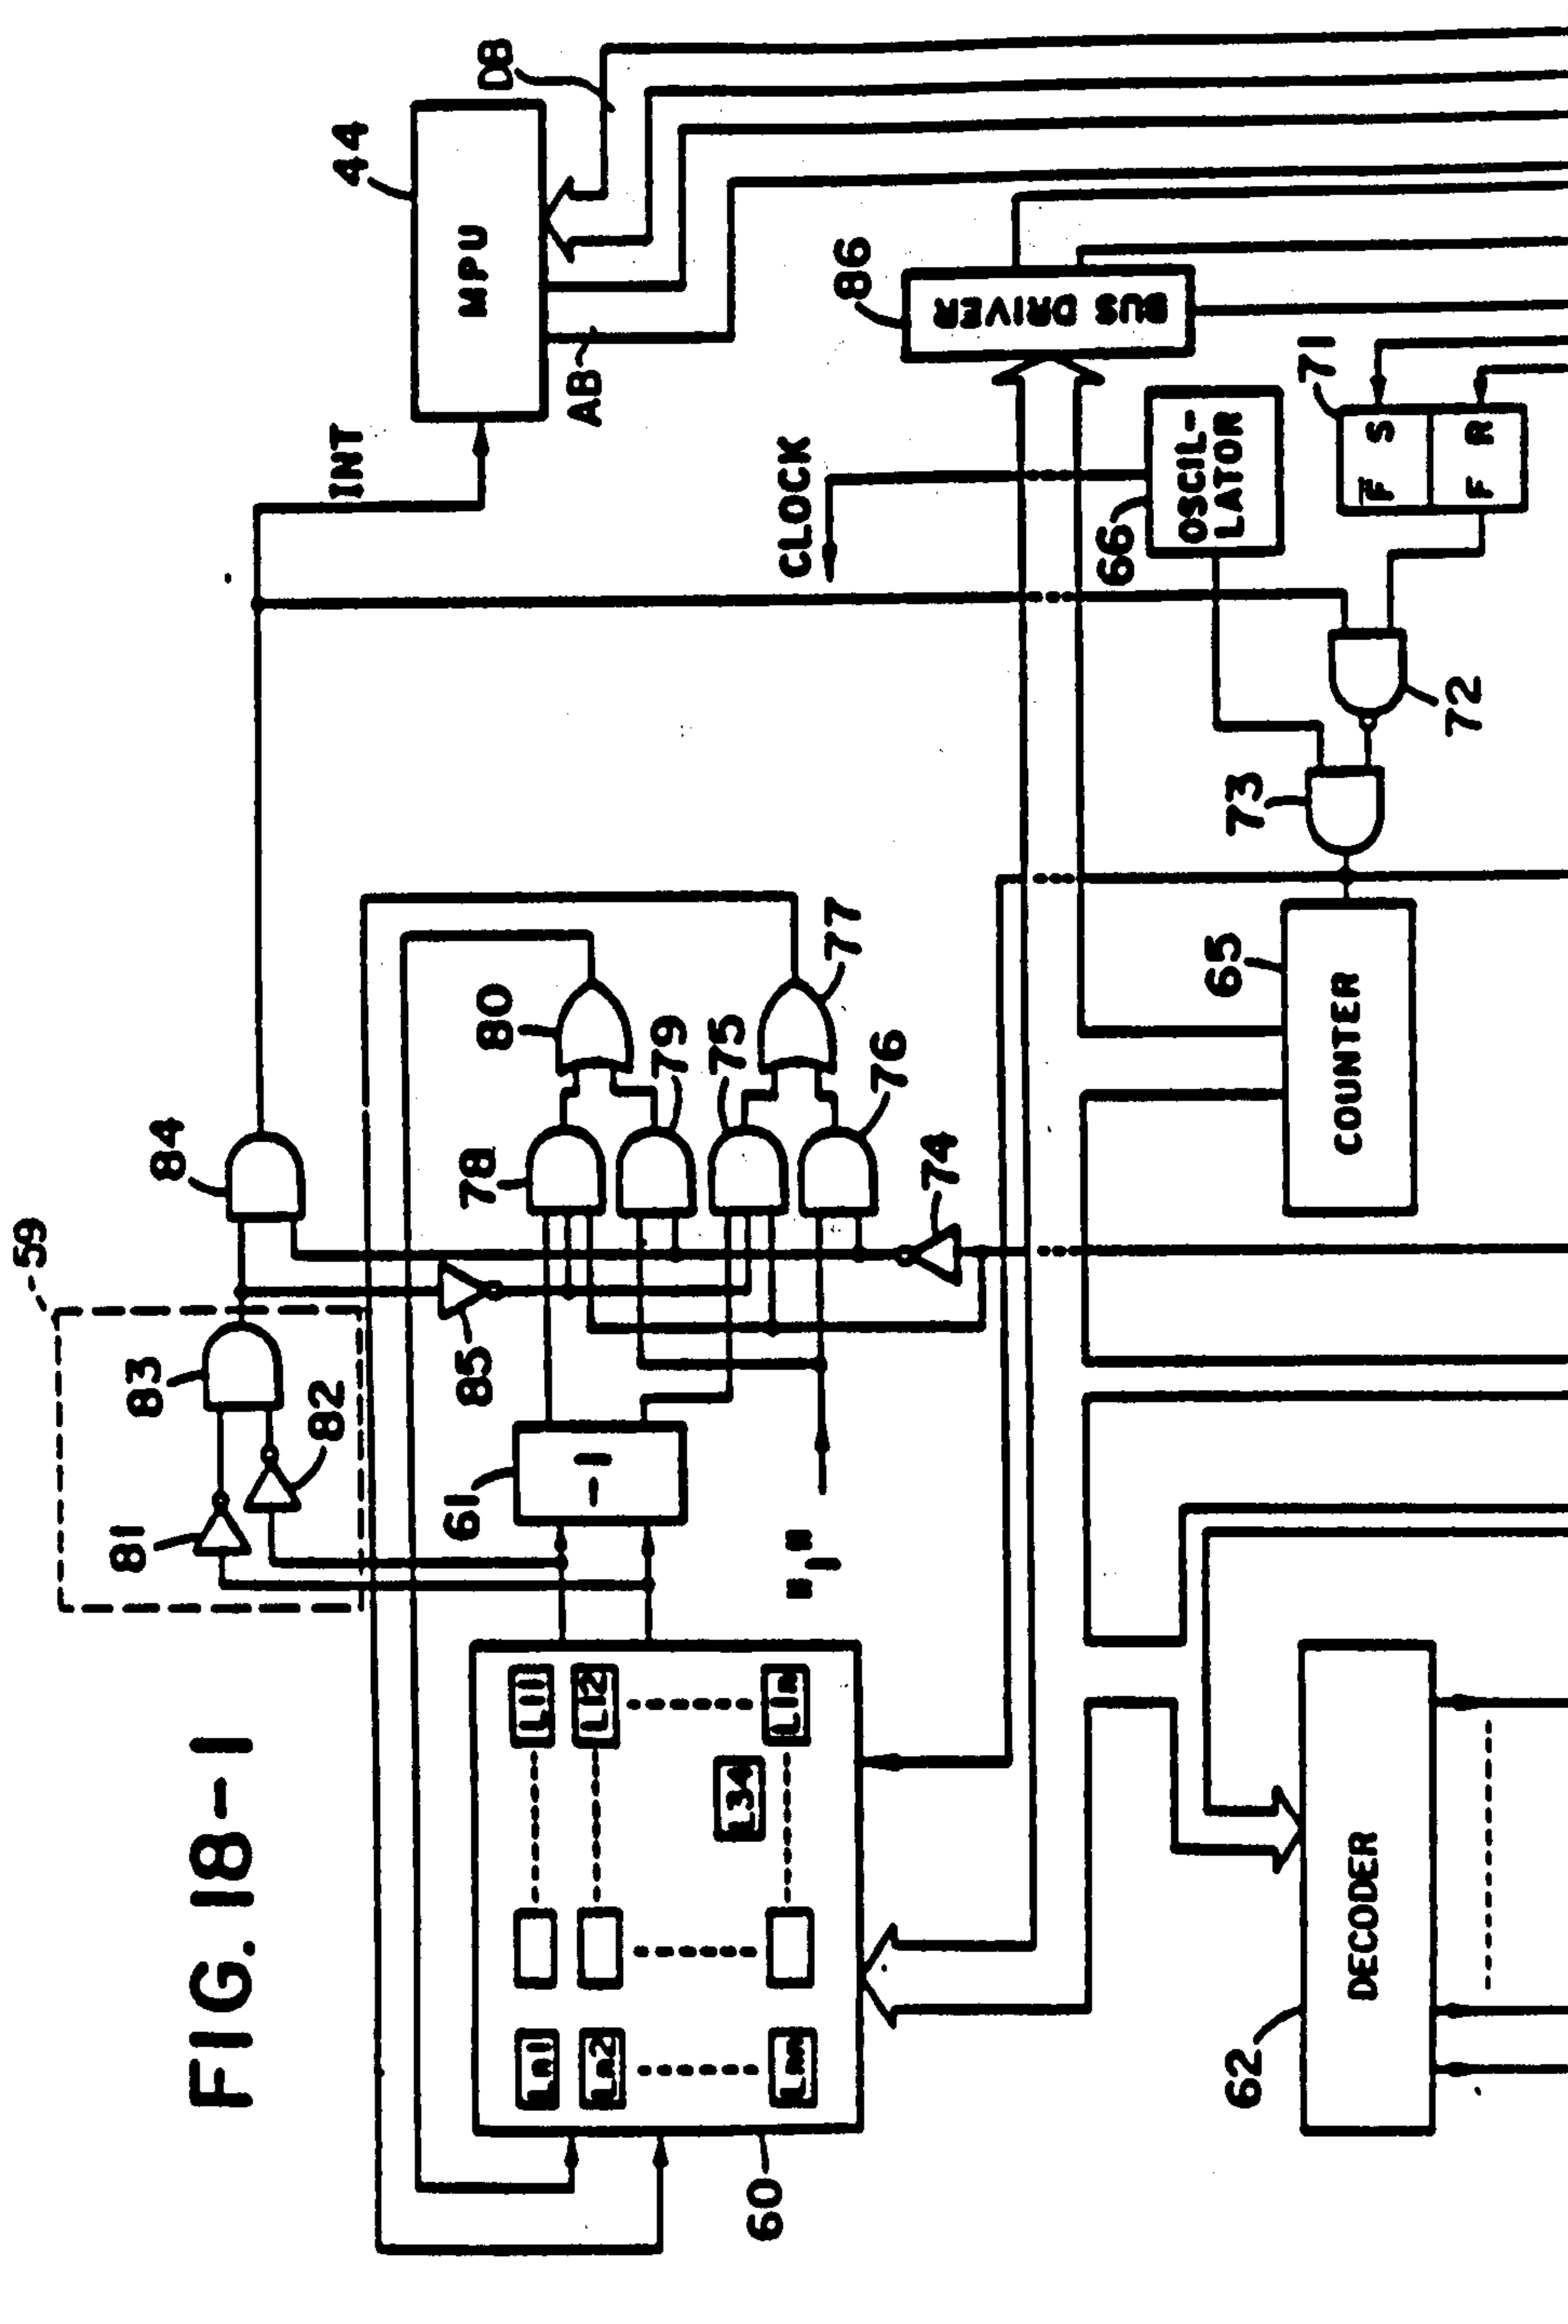 FIG. 18-1
59
81
82
83
84
INT
44
MPU
DB
AB
61
-1
85
78
79
80
75
76
77
74
"1"
60
L11
L12
L1n
L34
Ln1
Ln2
Lnn
CLOCK
86
BUS DRIVER
66
OSCIL-
LATOR
71
F̅ S
F R
72
73
65
COUNTER
62
DECODER